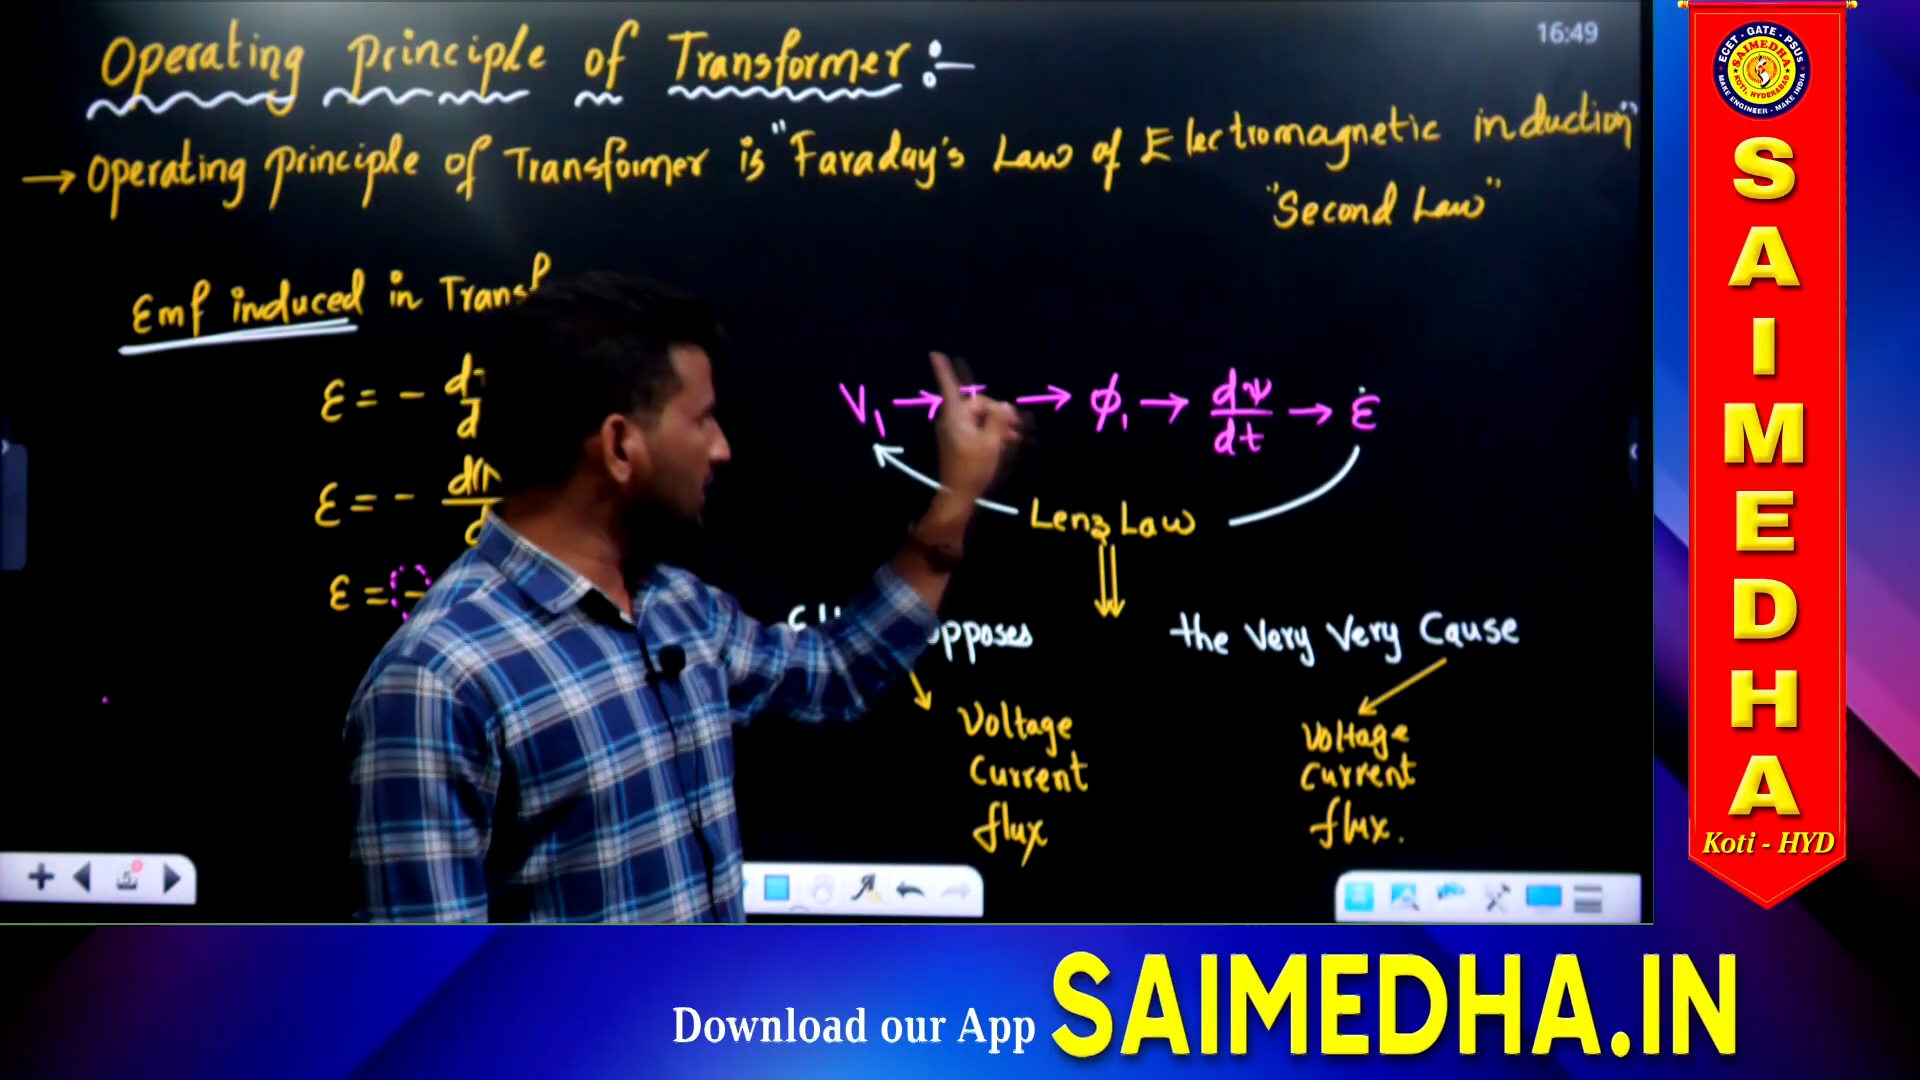 Operating principle of Transformer :-
16:49
→ Operating principle of Transformer is "Faraday's Law of Electromagnetic induction"
"Second Law"
Emf induced in Transf
ε = -
ε = -
ε = -
V₁ → → ϕ₁ → dψ/dt → ε
Lenz Law
opposes the very very Cause
Voltage
Current
flux
Voltage
Current
flux.
ECET - GATE - PSUs
SAIMEDHA
KOTI, HYDERABAD
MAKE ENGINEER - MAKE INDIA
SAIMEDHA
Koti - HYD
Download our App SAIMEDHA.IN